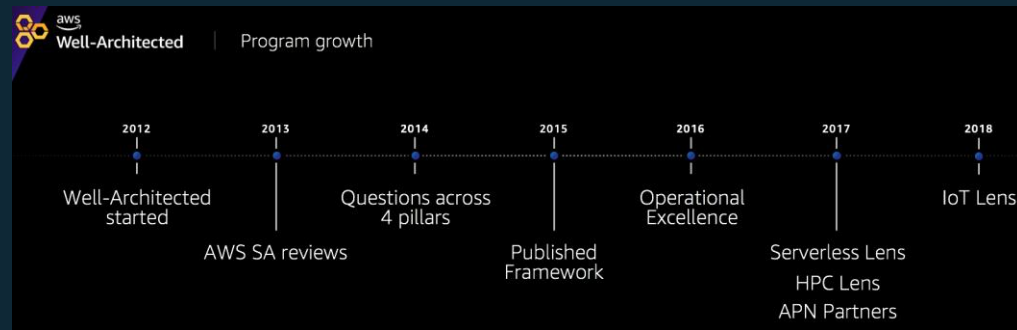 aws
Well-Architected
Program growth
2012
2013
2014
2015
2016
2017
2018
Well-Architected
started
AWS SA reviews
Questions across
4 pillars
Published
Framework
Operational
Excellence
Serverless Lens
HPC Lens
APN Partners
IoT Lens